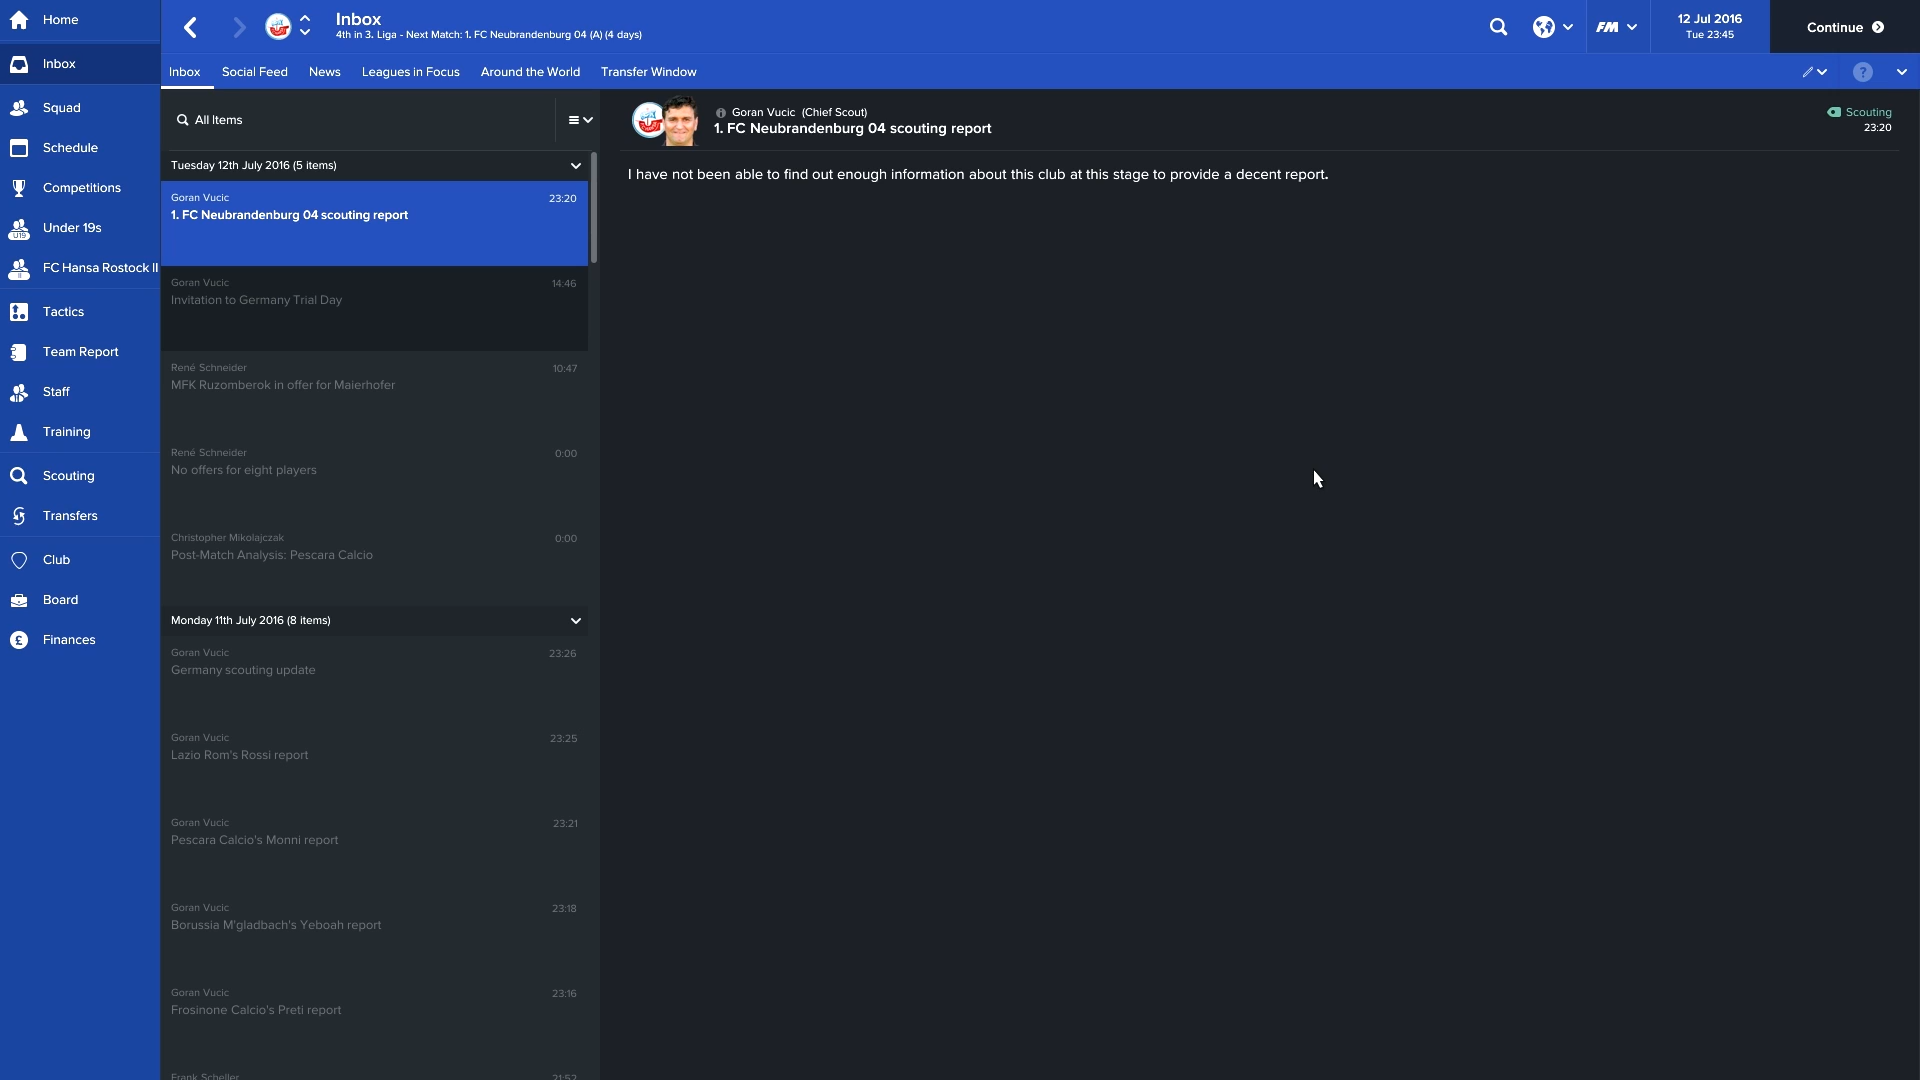 Home
Inbox
Squad
Schedule
Competitions
Under 19s
FC Hansa Rostock II
Tactics
Team Report
Staff
Training
Scouting
Transfers
Club
Board
Finances
Inbox
4th in 3. Liga - Next Match: 1. FC Neubrandenburg 04 (A) (4 days)
FM
12 Jul 2016
Tue 23:45
Continue
Inbox Social Feed News Leagues in Focus Around the World Transfer Window
?
All Items
Tuesday 12th July 2016 (5 items)
Goran Vucic 23:20
1. FC Neubrandenburg 04 scouting report
Goran Vucic 14:46
Invitation to Germany Trial Day
René Schneider 10:47
MFK Ruzomberok in offer for Maierhofer
René Schneider 0:00
No offers for eight players
Christopher Mikolajczak 0:00
Post-Match Analysis: Pescara Calcio
Monday 11th July 2016 (8 items)
Goran Vucic 23:26
Germany scouting update
Goran Vucic 23:25
Lazio Rom's Rossi report
Goran Vucic 23:21
Pescara Calcio's Monni report
Goran Vucic 23:18
Borussia M'gladbach's Yeboah report
Goran Vucic 23:16
Frosinone Calcio's Preti report
Frank Scheller 21:52
Goran Vucic (Chief Scout)
1. FC Neubrandenburg 04 scouting report
Scouting
23:20
I have not been able to find out enough information about this club at this stage to provide a decent report.